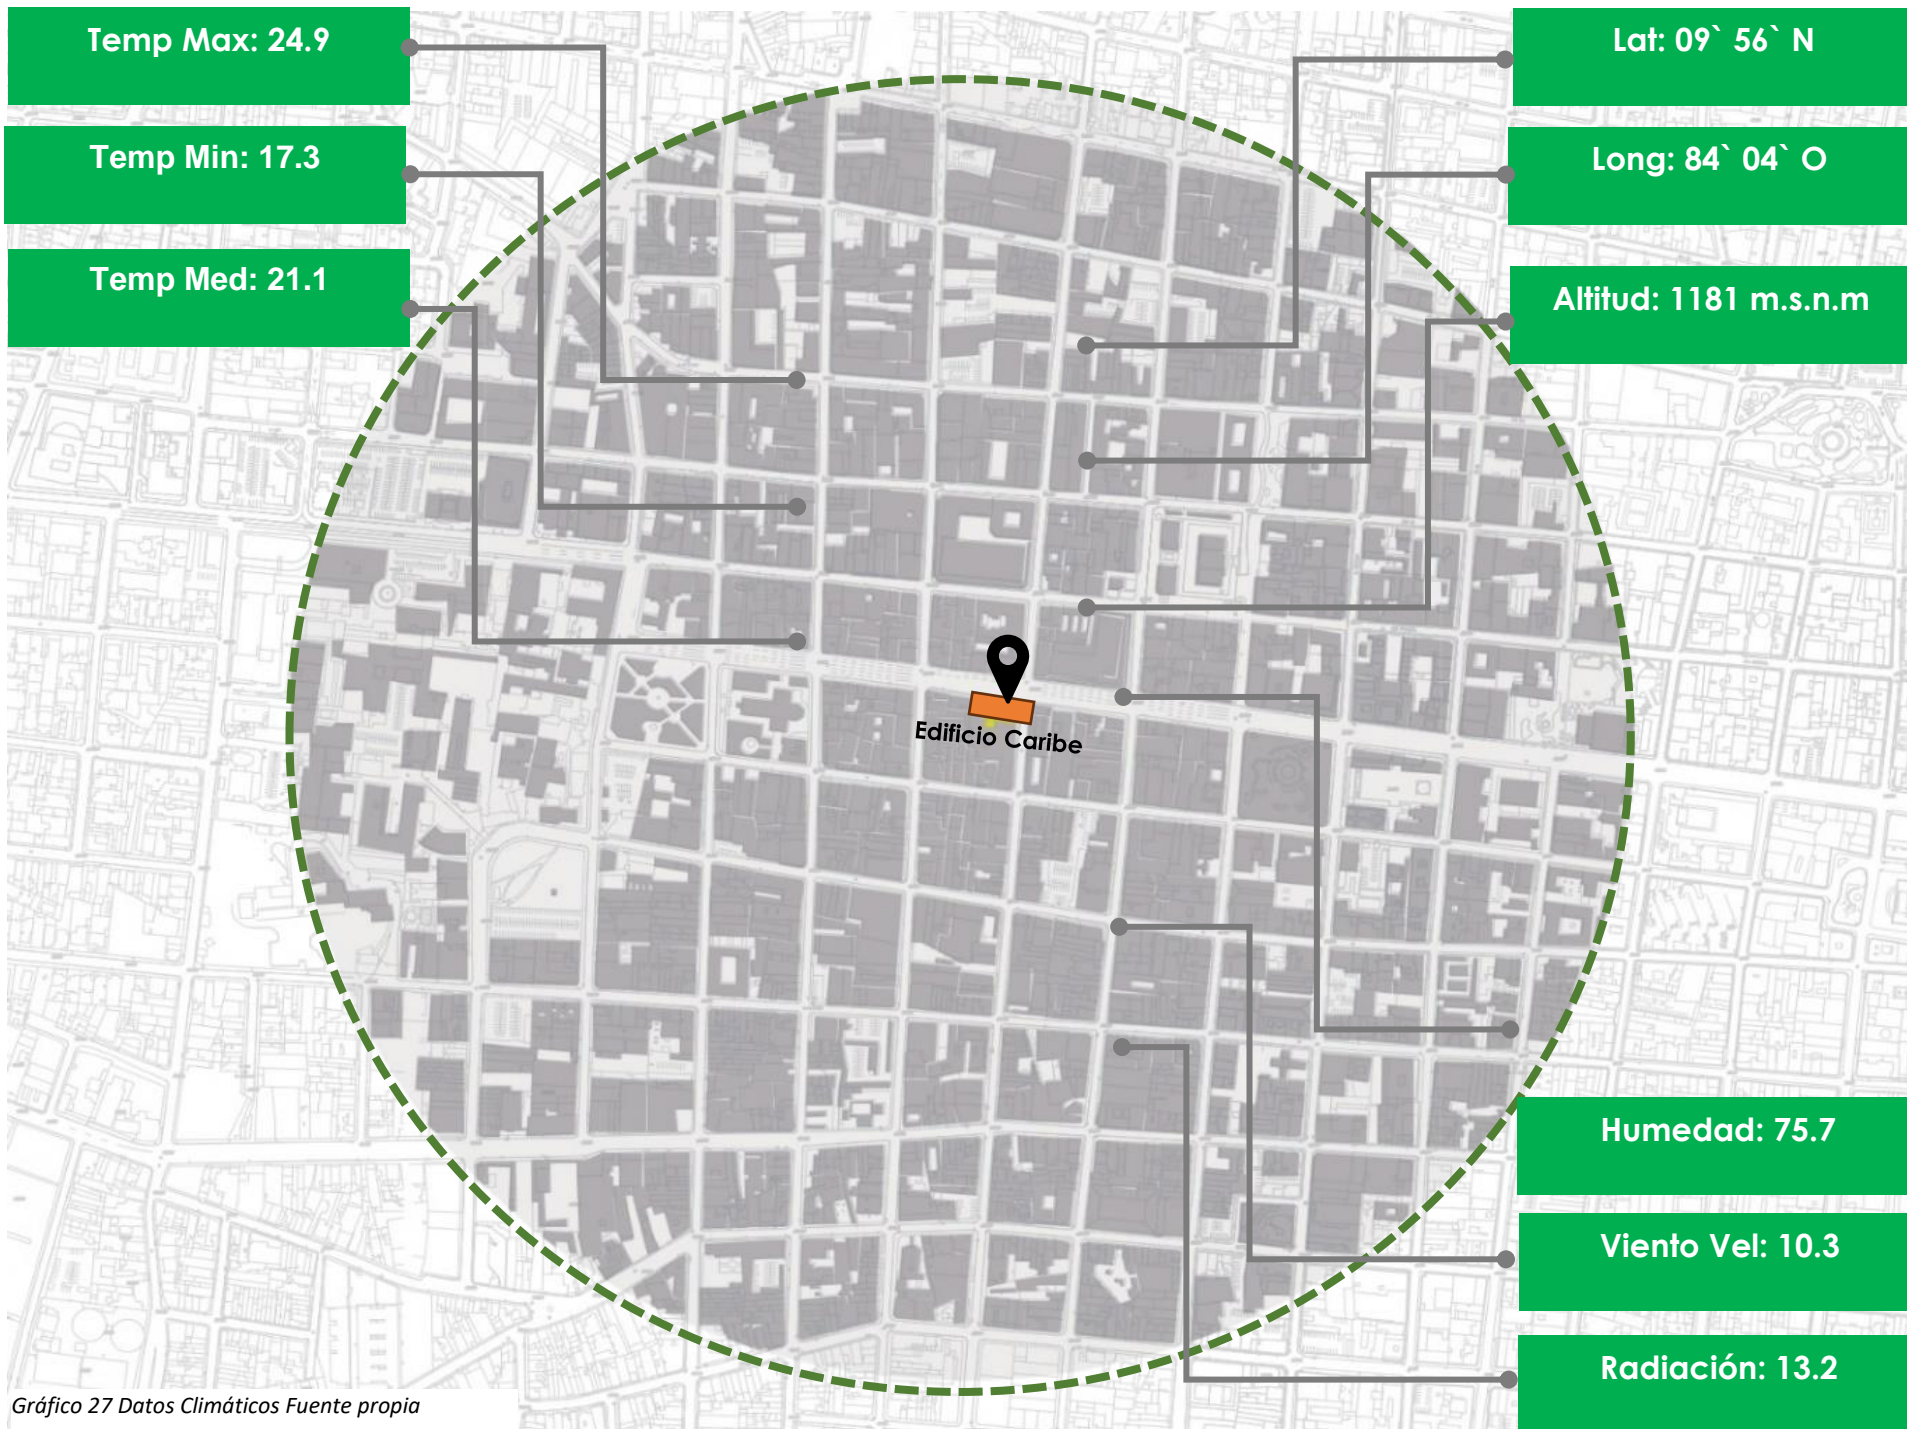 Temp Max: 24.9
Temp Min: 17.3
Temp Med: 21.1
Lat: 09` 56` N
Long: 84` 04` O
Altitud: 1181 m.s.n.m
Edificio Caribe
Humedad: 75.7
Viento Vel: 10.3
Radiación: 13.2
Gráfico 27 Datos Climáticos Fuente propia